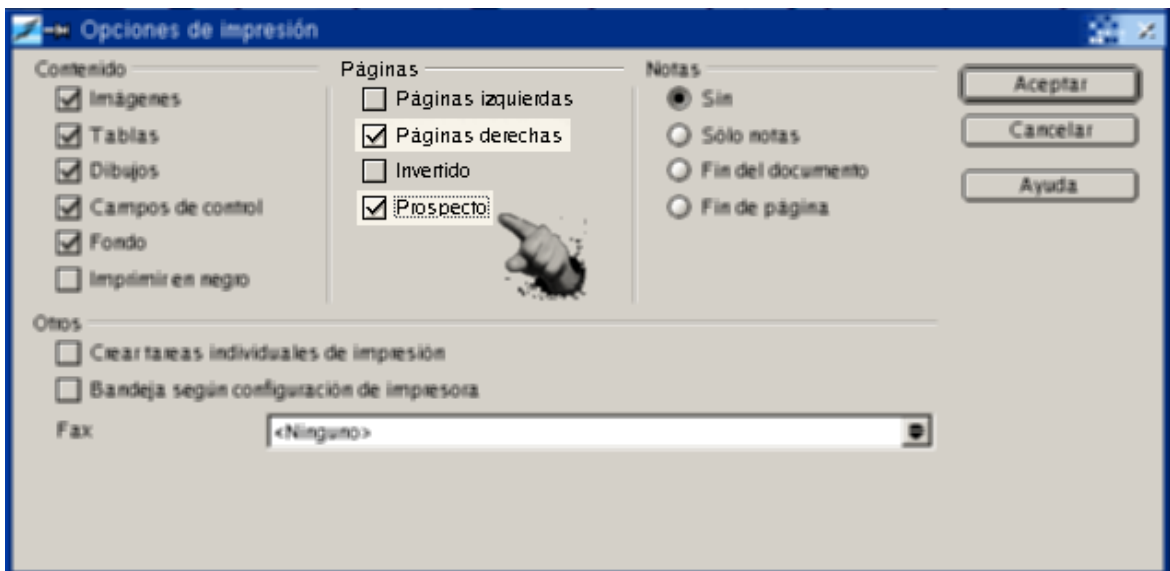 Opciones de impresión
Contenido
Imágenes
Tablas
Dibujos
Campos de control
Fondo
Imprimir en negro
Páginas
Páginas izquierdas
Páginas derechas
Invertido
Prospecto
Notas
Sin
Sólo notas
Fin del documento
Fin de página
Aceptar
Cancelar
Ayuda
Otros
Crear tareas individuales de impresión
Bandeja según configuración de impresora
Fax
<Ninguno>